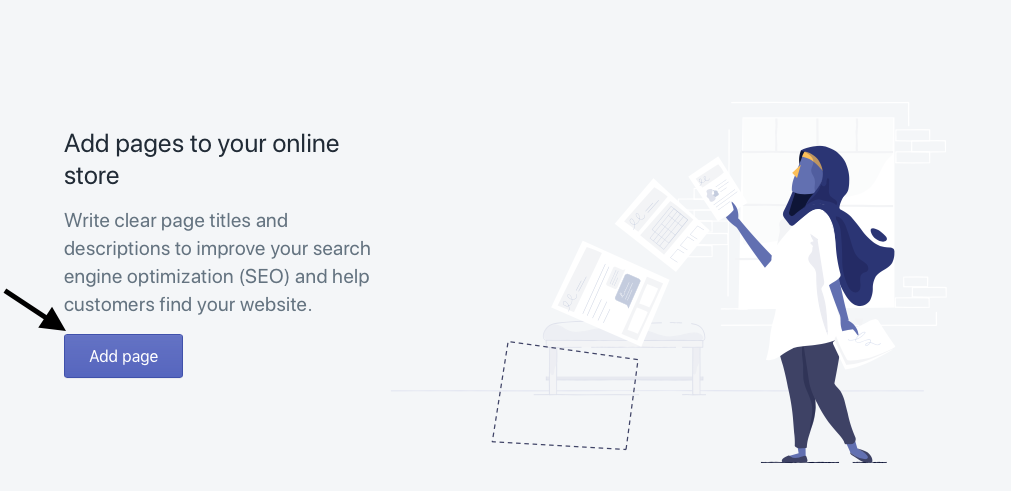 Add pages to your online
store
Write clear page titles and
descriptions to improve your search
engine optimization (SEO) and help
customers find your website.
Add page